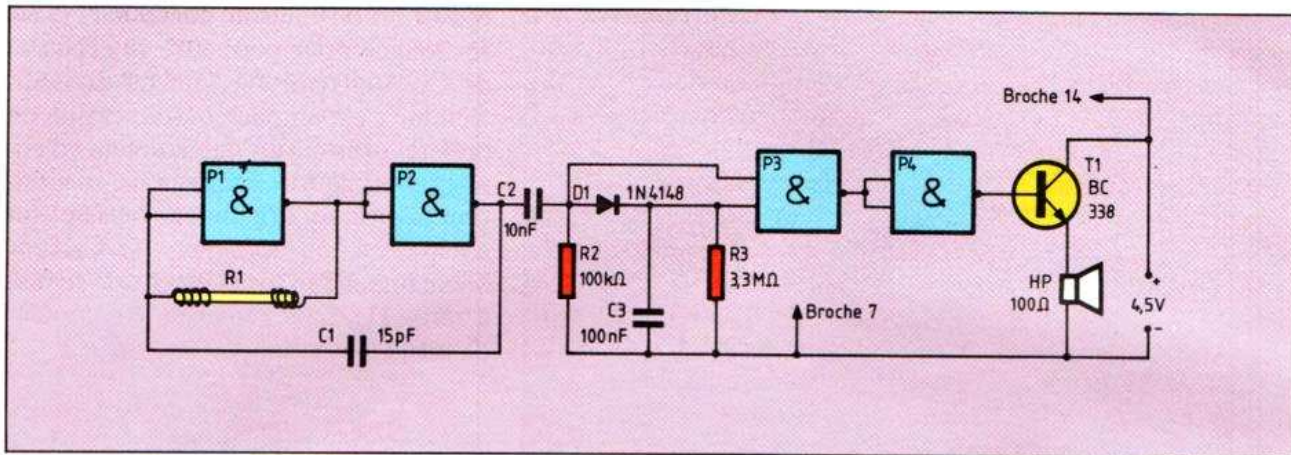 Broche 14
P1
&
P2
&
C2
10nF
D1
1N4148
P3
&
P4
&
T1
BC
338
R1
R2
100kΩ
R3
3,3MΩ
C3
100nF
Broche 7
HP
100Ω
+
4,5V
−
C1
15pF